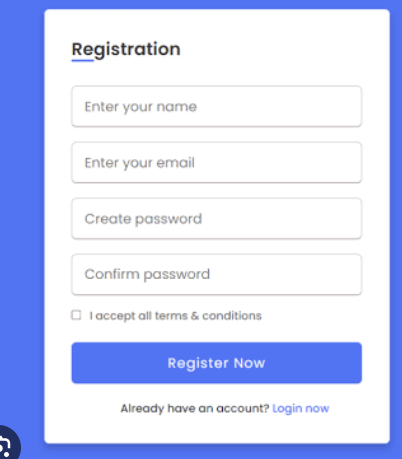 Registration
Enter your name
Enter your email
Create password
Confirm password
I accept all terms & conditions
Register Now
Already have an account? Login now